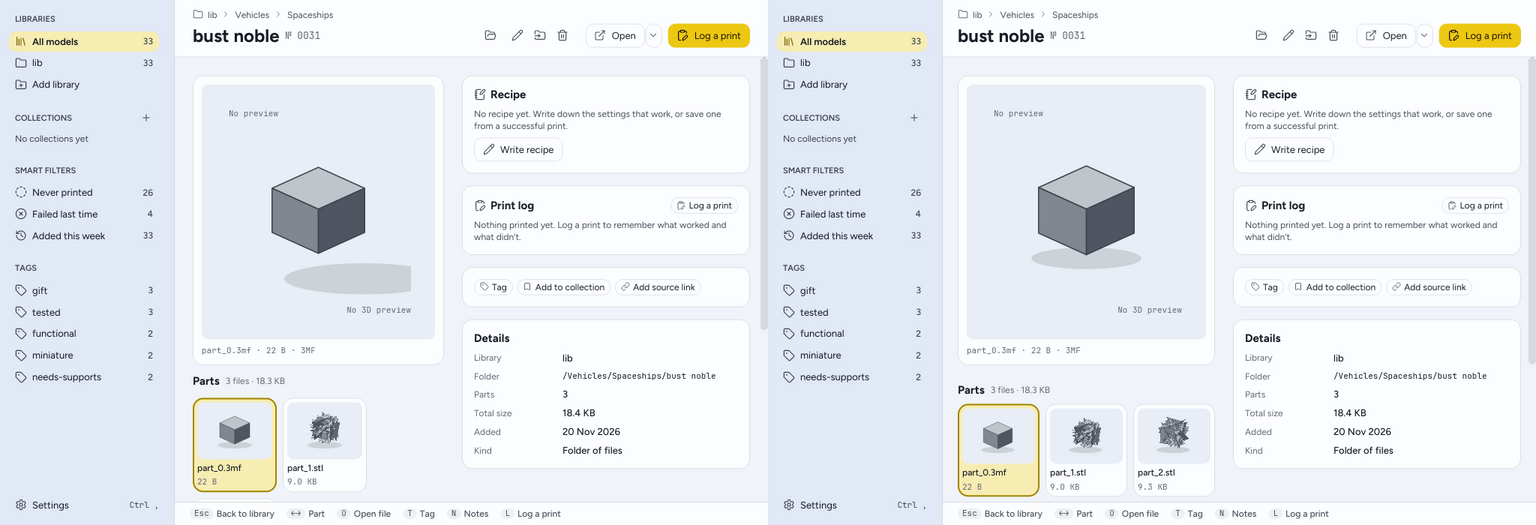 LIBRARIES
All models 33
lib 33
Add library
COLLECTIONS
No collections yet
SMART FILTERS
Never printed 26
Failed last time 4
Added this week 33
TAGS
gift 3
tested 3
functional 2
miniature 2
needs-supports 2
Settings Ctrl ,
lib Vehicles Spaceships
bust noble № 0031
Open Log a print
No preview
No 3D preview
part_0.3mf · 22 B · 3MF
Parts 3 files · 18.3 KB
part_0.3mf
22 B
part_1.stl
9.0 KB
Recipe
No recipe yet. Write down the settings that work, or save one
from a successful print.
Write recipe
Print log Log a print
Nothing printed yet. Log a print to remember what worked and
what didn't.
Tag Add to collection Add source link
Details
Library lib
Folder /Vehicles/Spaceships/bust noble
Parts 3
Total size 18.4 KB
Added 20 Nov 2026
Kind Folder of files
Esc Back to library ↔ Part O Open file T Tag N Notes L Log a print
LIBRARIES
All models 33
lib 33
Add library
COLLECTIONS
No collections yet
SMART FILTERS
Never printed 26
Failed last time 4
Added this week 33
TAGS
gift 3
tested 3
functional 2
miniature 2
needs-supports 2
Settings Ctrl ,
lib Vehicles Spaceships
bust noble № 0031
Open Log a print
No preview
No 3D preview
part_0.3mf · 22 B · 3MF
Parts 3 files · 18.3 KB
part_0.3mf
22 B
part_1.stl
9.0 KB
part_2.stl
9.3 KB
Recipe
No recipe yet. Write down the settings that work, or save one
from a successful print.
Write recipe
Print log Log a print
Nothing printed yet. Log a print to remember what worked and
what didn't.
Tag Add to collection Add source link
Details
Library lib
Folder /Vehicles/Spaceships/bust noble
Parts 3
Total size 18.4 KB
Added 20 Nov 2026
Kind Folder of files
Esc Back to library ↔ Part O Open file T Tag N Notes L Log a print